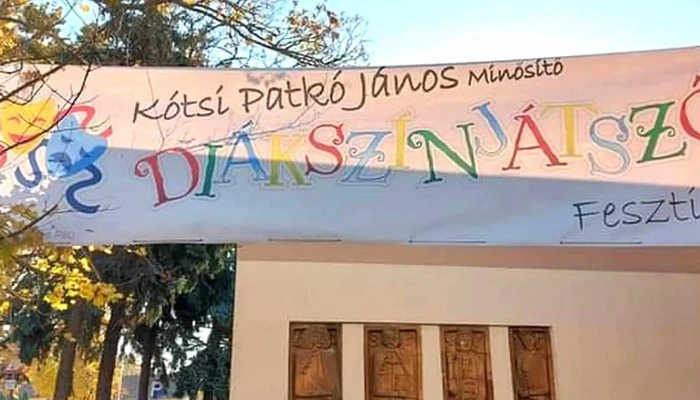 Kótsi Patkó János Minősítő
DIÁKSZÍNJÁTSZÓ
Feszti